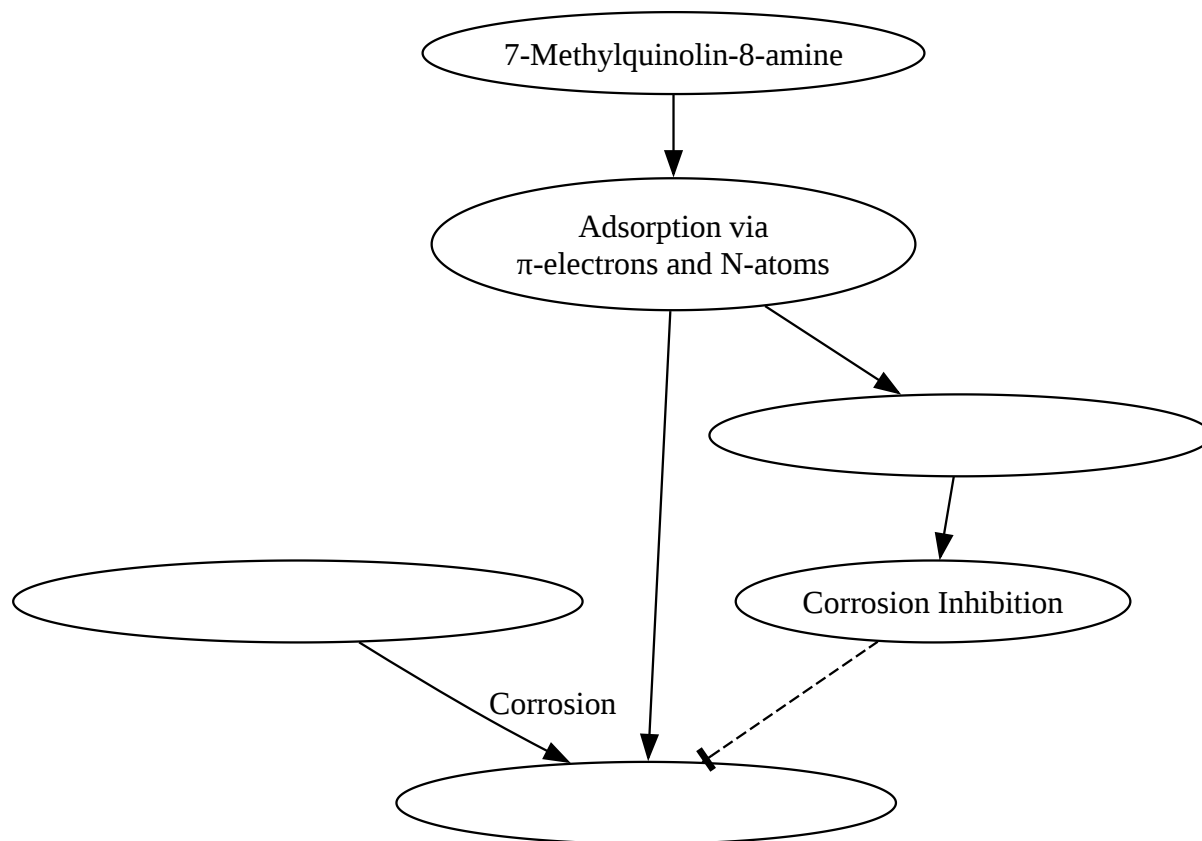 7-Methylquinolin-8-amine
Adsorption via
π-electrons and N-atoms
Corrosion Inhibition
Corrosion